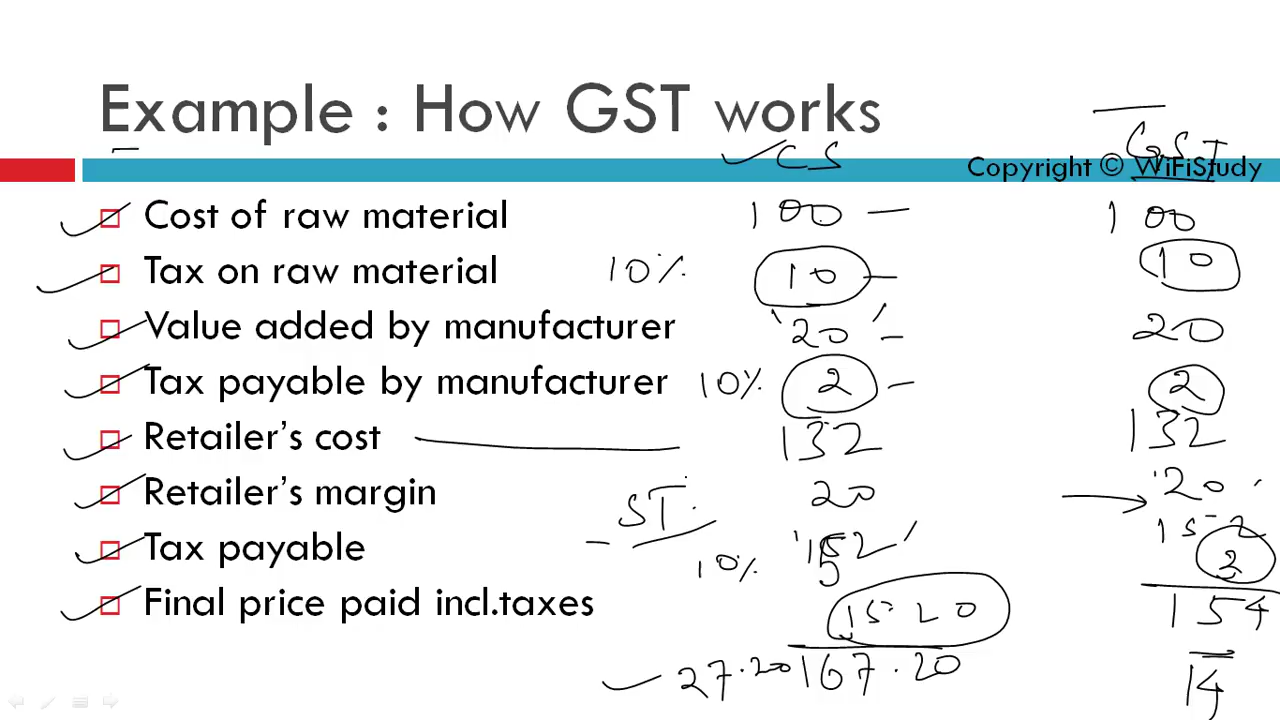 Example : How GST works
CS GST
Copyright © WiFiStudy
Cost of raw material 100 100
Tax on raw material 10% 10 10
Value added by manufacturer 20 20
Tax payable by manufacturer 10% 2 2
Retailer's cost 132 132
Retailer's margin 20 20
ST
Tax payable 10% 152 152
2
Final price paid incl.taxes 15 20 154
27.20 167.20 14